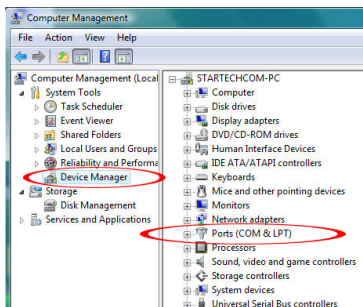 Computer Management
File Action View Help
Computer Management (Local
System Tools
Task Scheduler
Event Viewer
Shared Folders
Local Users and Groups
Reliability and Performa
Device Manager
Storage
Disk Management
Services and Applications
STARTECHCOM-PC
Computer
Disk drives
Display adapters
DVD/CD-ROM drives
Human Interface Devices
IDE ATA/ATAPI controllers
Keyboards
Mice and other pointing devices
Monitors
Network adapters
Ports (COM & LPT)
Processors
Sound, video and game controllers
Storage controllers
System devices
Universal Serial Bus controllers